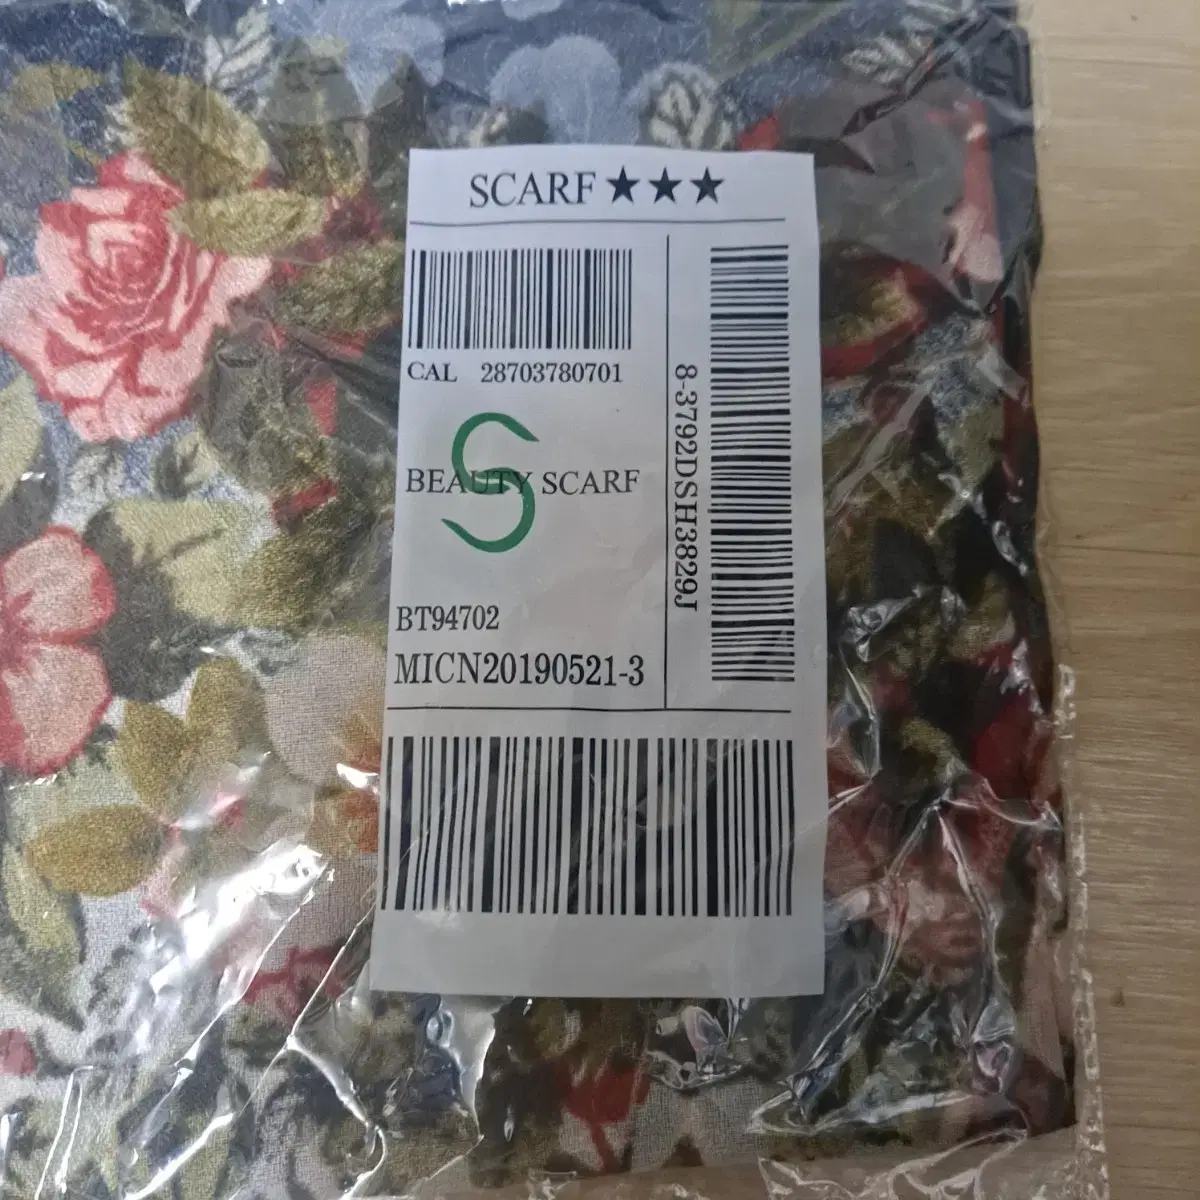 SCARF ★★★
CAL 28703780701
8-3792DSH3829J
S
BEAUTY SCARF
BT94702
MICN20190521-3